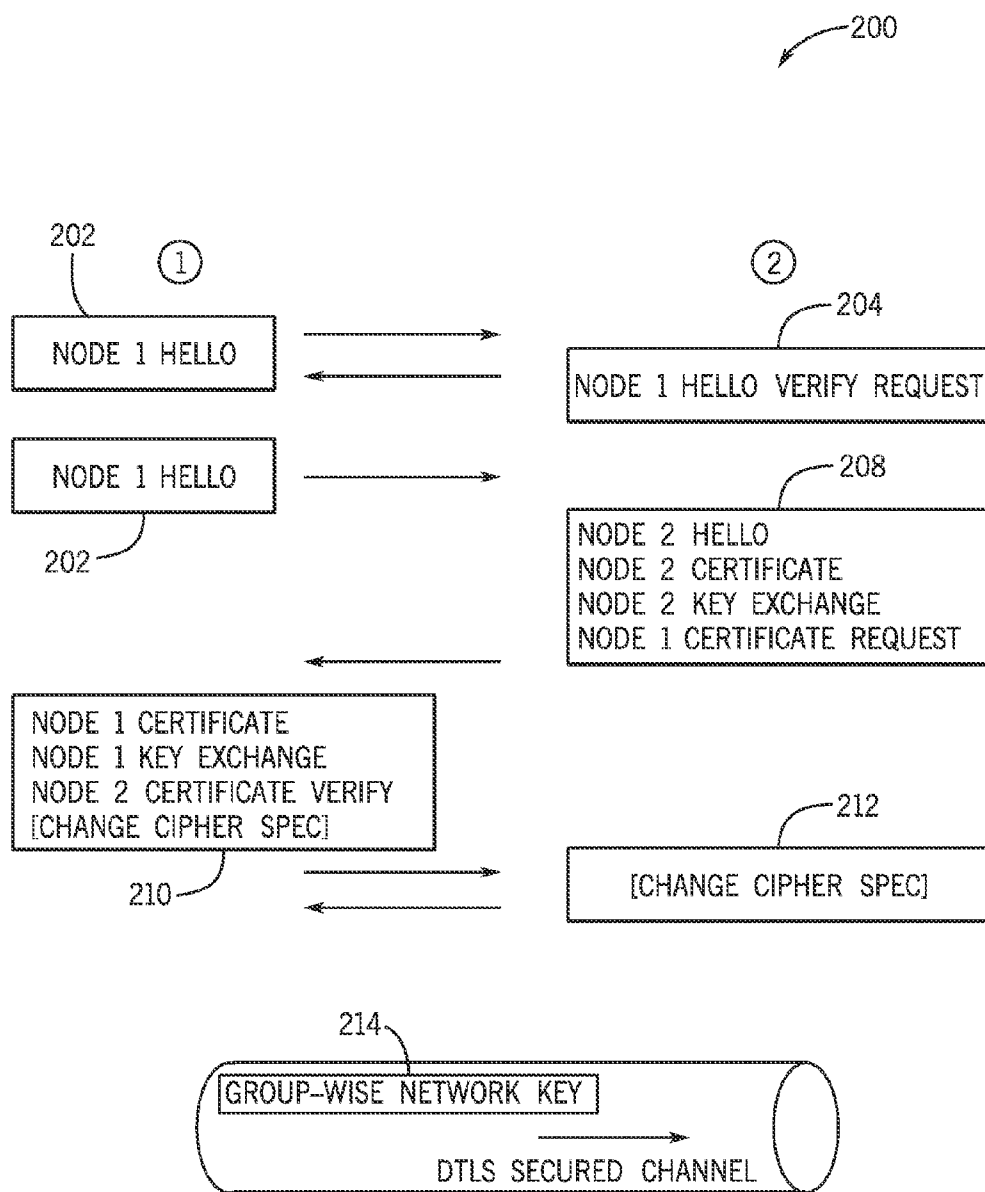 200
202
1
2
204
NODE 1 HELLO
NODE 1 HELLO VERIFY REQUEST
NODE 1 HELLO
208
202
NODE 2 HELLO
NODE 2 CERTIFICATE
NODE 2 KEY EXCHANGE
NODE 1 CERTIFICATE REQUEST
NODE 1 CERTIFICATE
NODE 1 KEY EXCHANGE
NODE 2 CERTIFICATE VERIFY
[CHANGE CIPHER SPEC]
212
210
[CHANGE CIPHER SPEC]
214
GROUP-WISE NETWORK KEY
DTLS SECURED CHANNEL